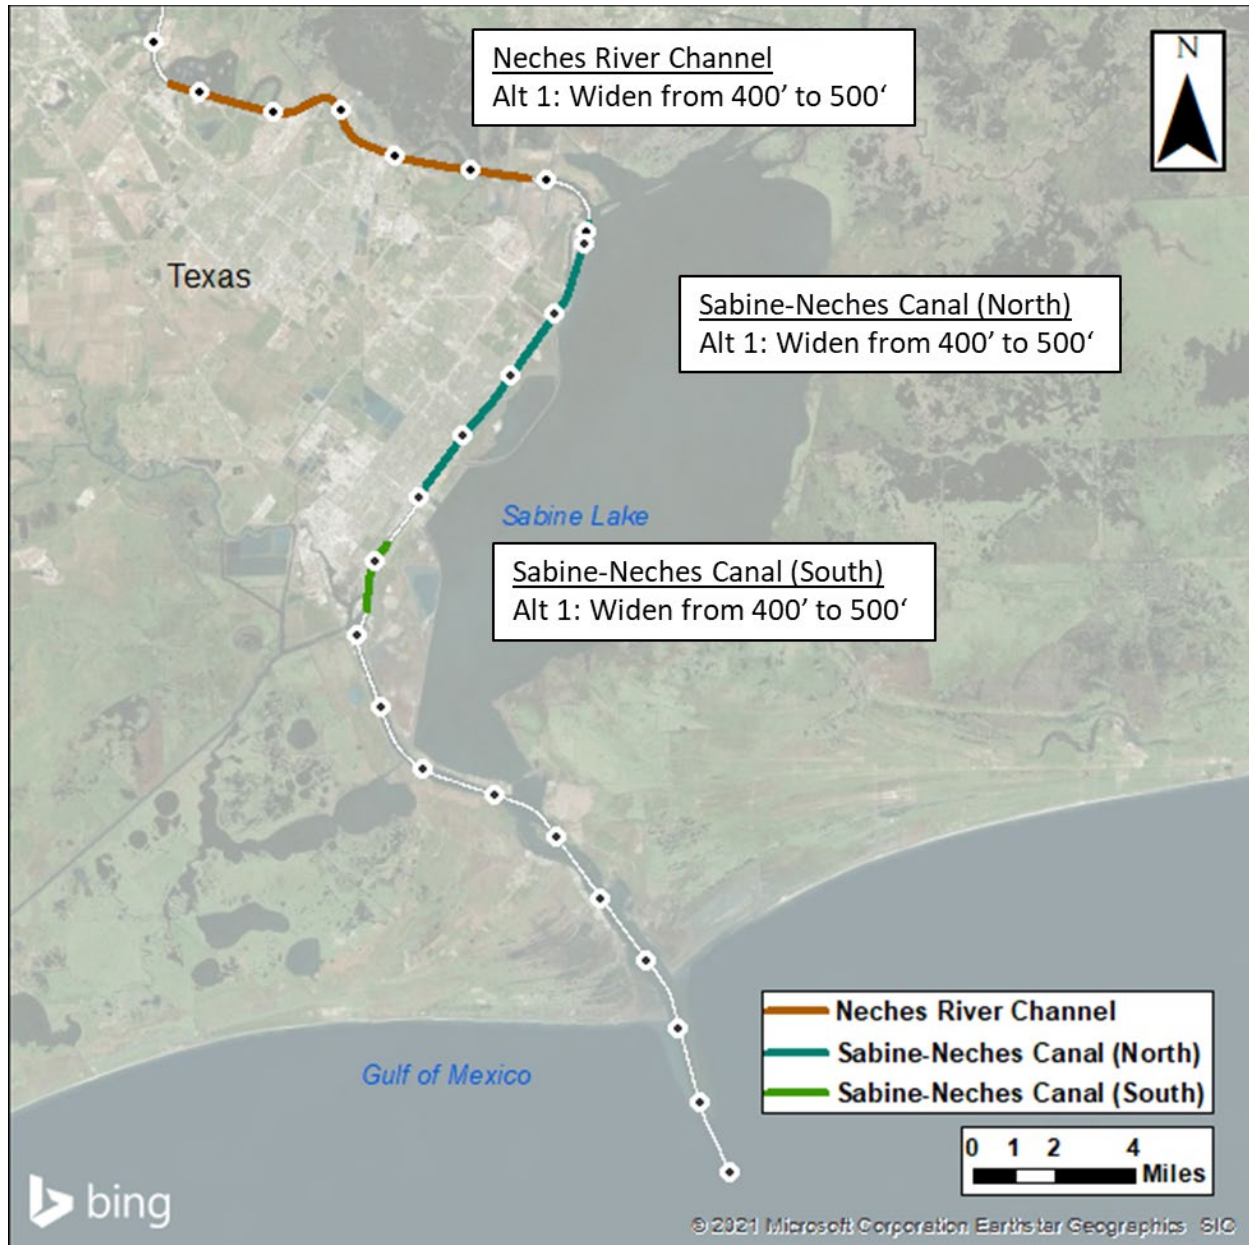 Neches River Channel
Alt 1: Widen from 400’ to 500‘
N
Texas
Sabine-Neches Canal (North)
Alt 1: Widen from 400’ to 500‘
Sabine Lake
Sabine-Neches Canal (South)
Alt 1: Widen from 400’ to 500‘
Neches River Channel
Sabine-Neches Canal (North)
Sabine-Neches Canal (South)
Gulf of Mexico
0 1 2 4
Miles
bing
© 2021 Microsoft Corporation Earthstar Geographics SIO